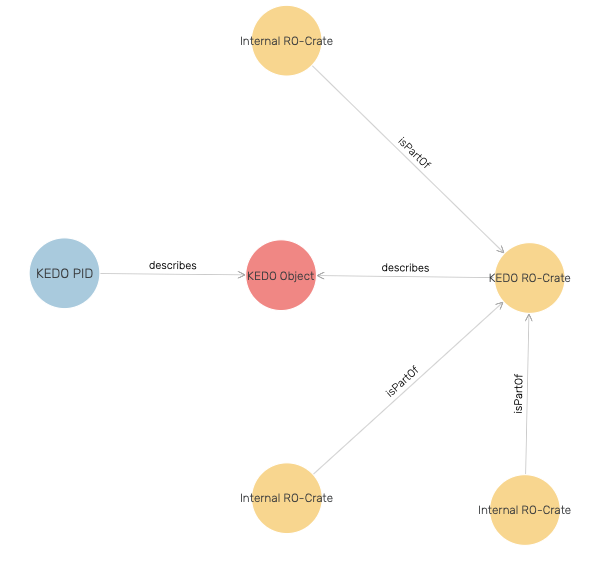 Internal RO-Crate
isPartOf
KEDO PID
describes
KEDO Object
describes
KEDO RO-Crate
isPartOf
isPartOf
Internal RO-Crate
Internal RO-Crate